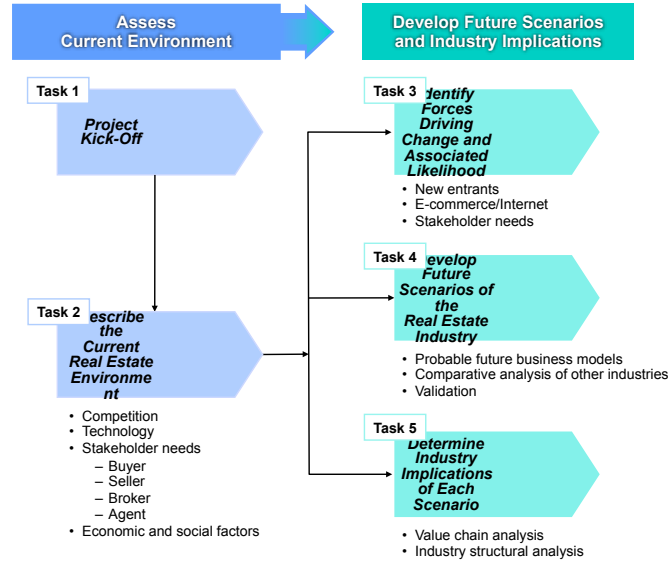 Assess
Current Environment
Develop Future Scenarios
and Industry Implications
Task 1
Project
Kick-Off
Task 2
escribe
the
Current
Real Estate
Environme
nt
• Competition
• Technology
• Stakeholder needs
– Buyer
– Seller
– Broker
– Agent
• Economic and social factors
Task 3
Identify
Forces
Driving
Change and
Associated
Likelihood
• New entrants
• E-commerce/Internet
• Stakeholder needs
Task 4
evelop
Future
Scenarios of
the
Real Estate
Industry
• Probable future business models
• Comparative analysis of other industries
• Validation
Task 5
Determine
Industry
Implications
of Each
Scenario
• Value chain analysis
• Industry structural analysis